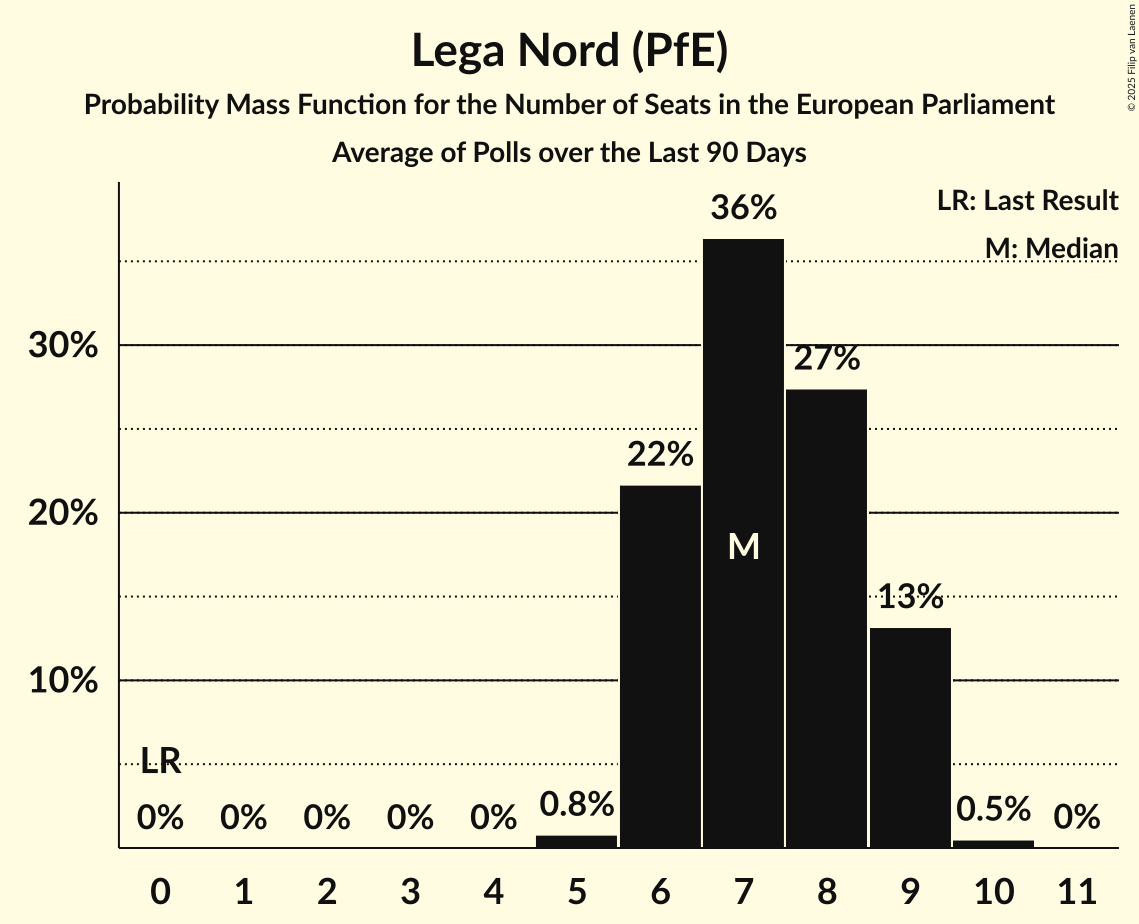 Lega Nord (PfE)
Probability Mass Function for the Number of Seats in the European Parliament
Average of Polls over the Last 90 Days
© 2025 Filip van Laenen
LR: Last Result
M: Median
36%
30%
27%
22%
20%
M
13%
10%
LR
0% 0% 0% 0% 0% 0.8% 0.5% 0%
0 1 2 3 4 5 6 7 8 9 10 11